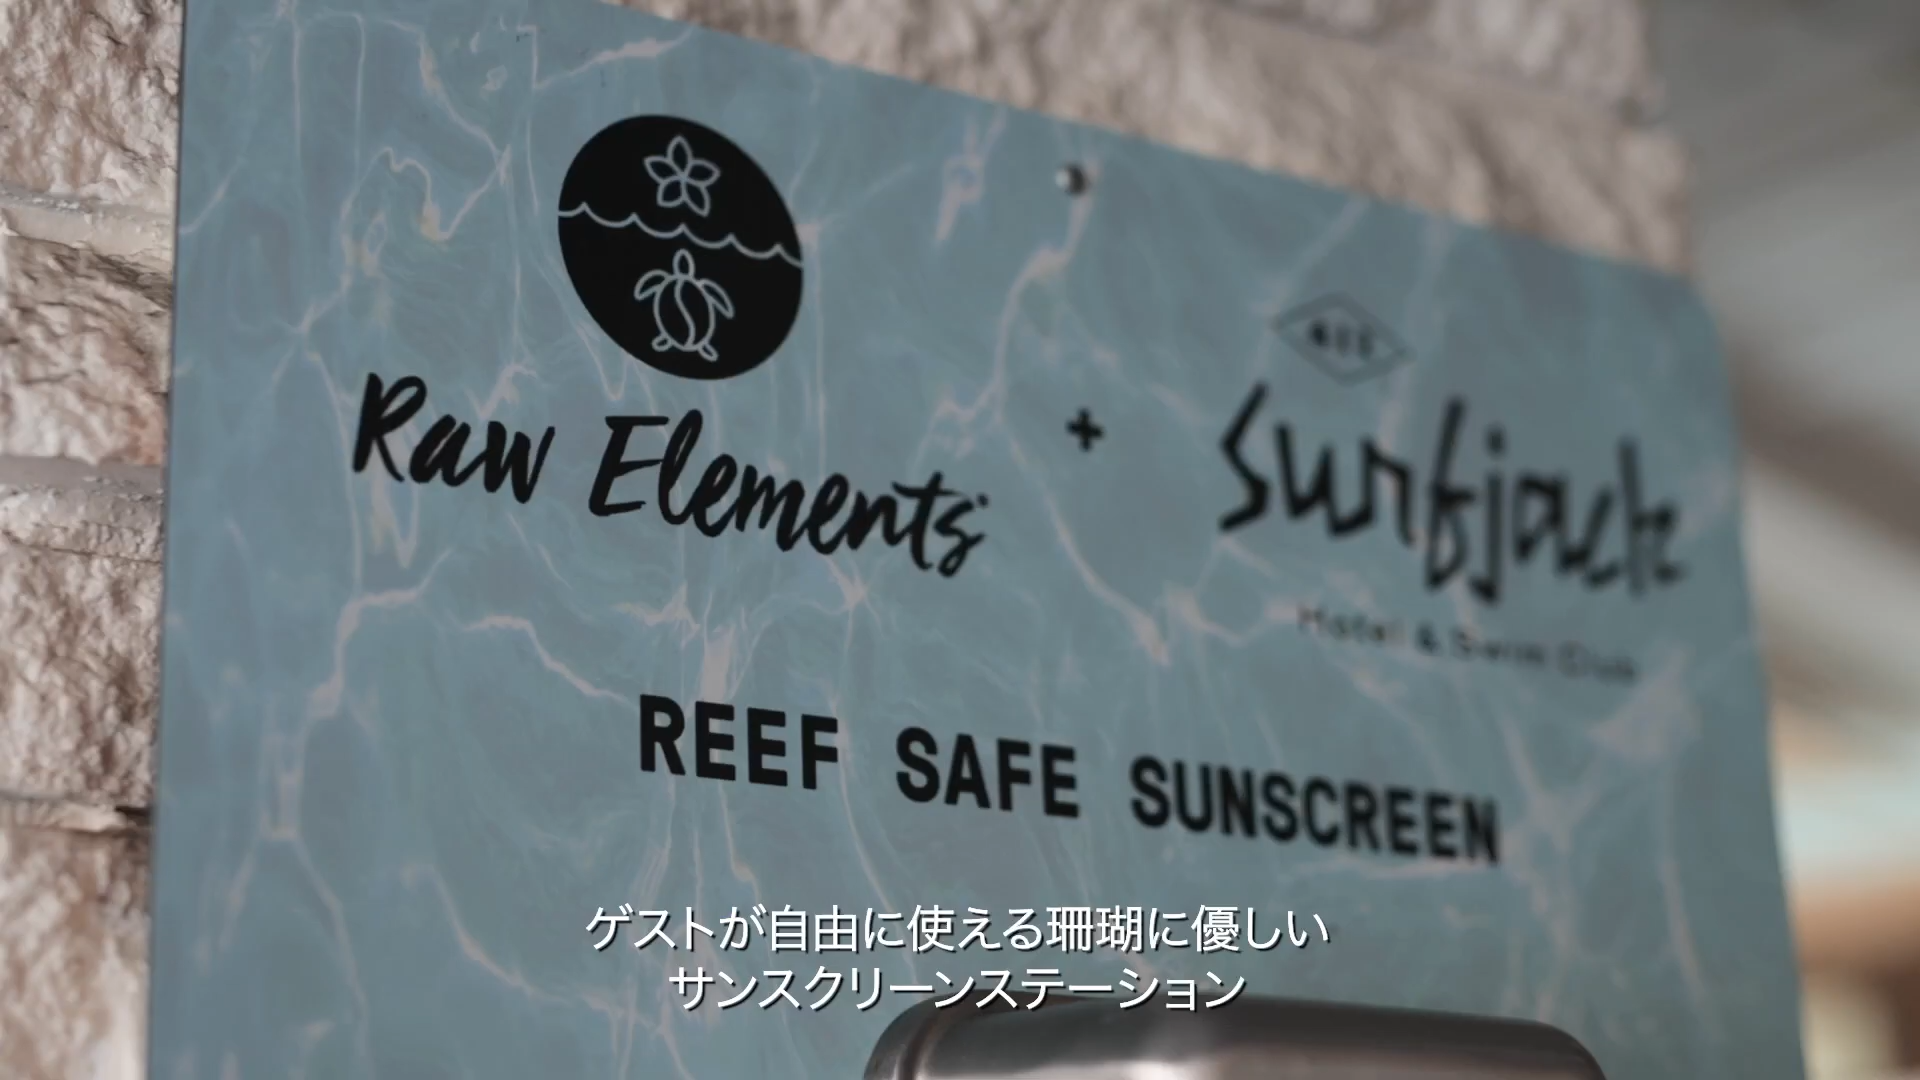 Raw Elements
+
Surfjack
Hotel & Swim Club
REEF SAFE SUNSCREEN
ゲストが自由に使える珊瑚に優しい
サンスクリーンステーション